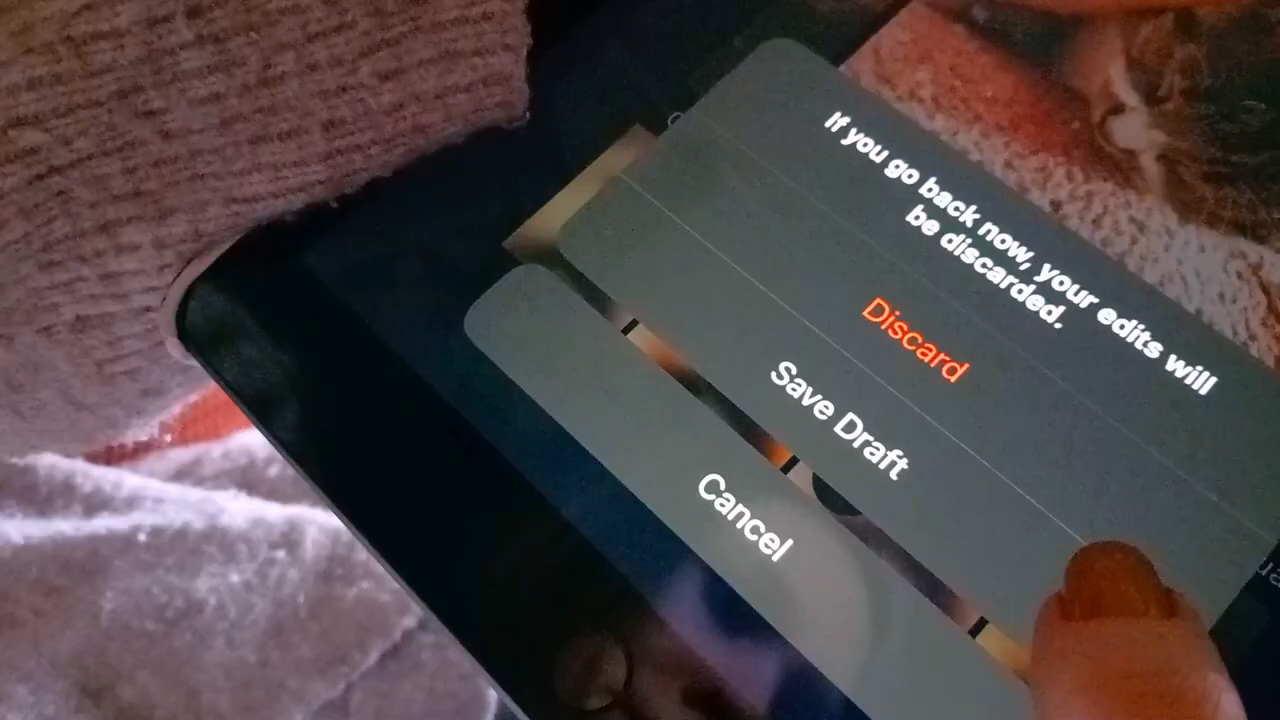 If you go back now, your edits will
be discarded.
Discard
Save Draft
Cancel